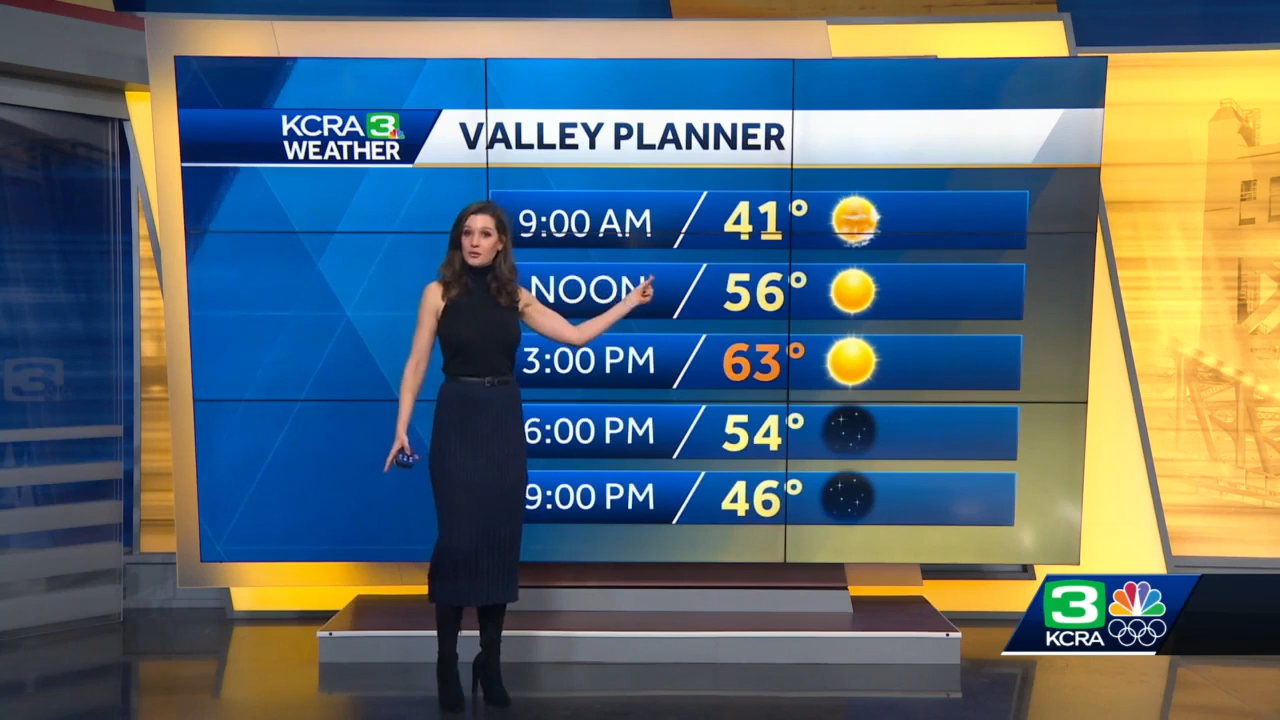 KCRA 3
WEATHER
VALLEY PLANNER
9:00 AM 41°
NOON 56°
3:00 PM 63°
6:00 PM 54°
9:00 PM 46°
3
3
KCRA